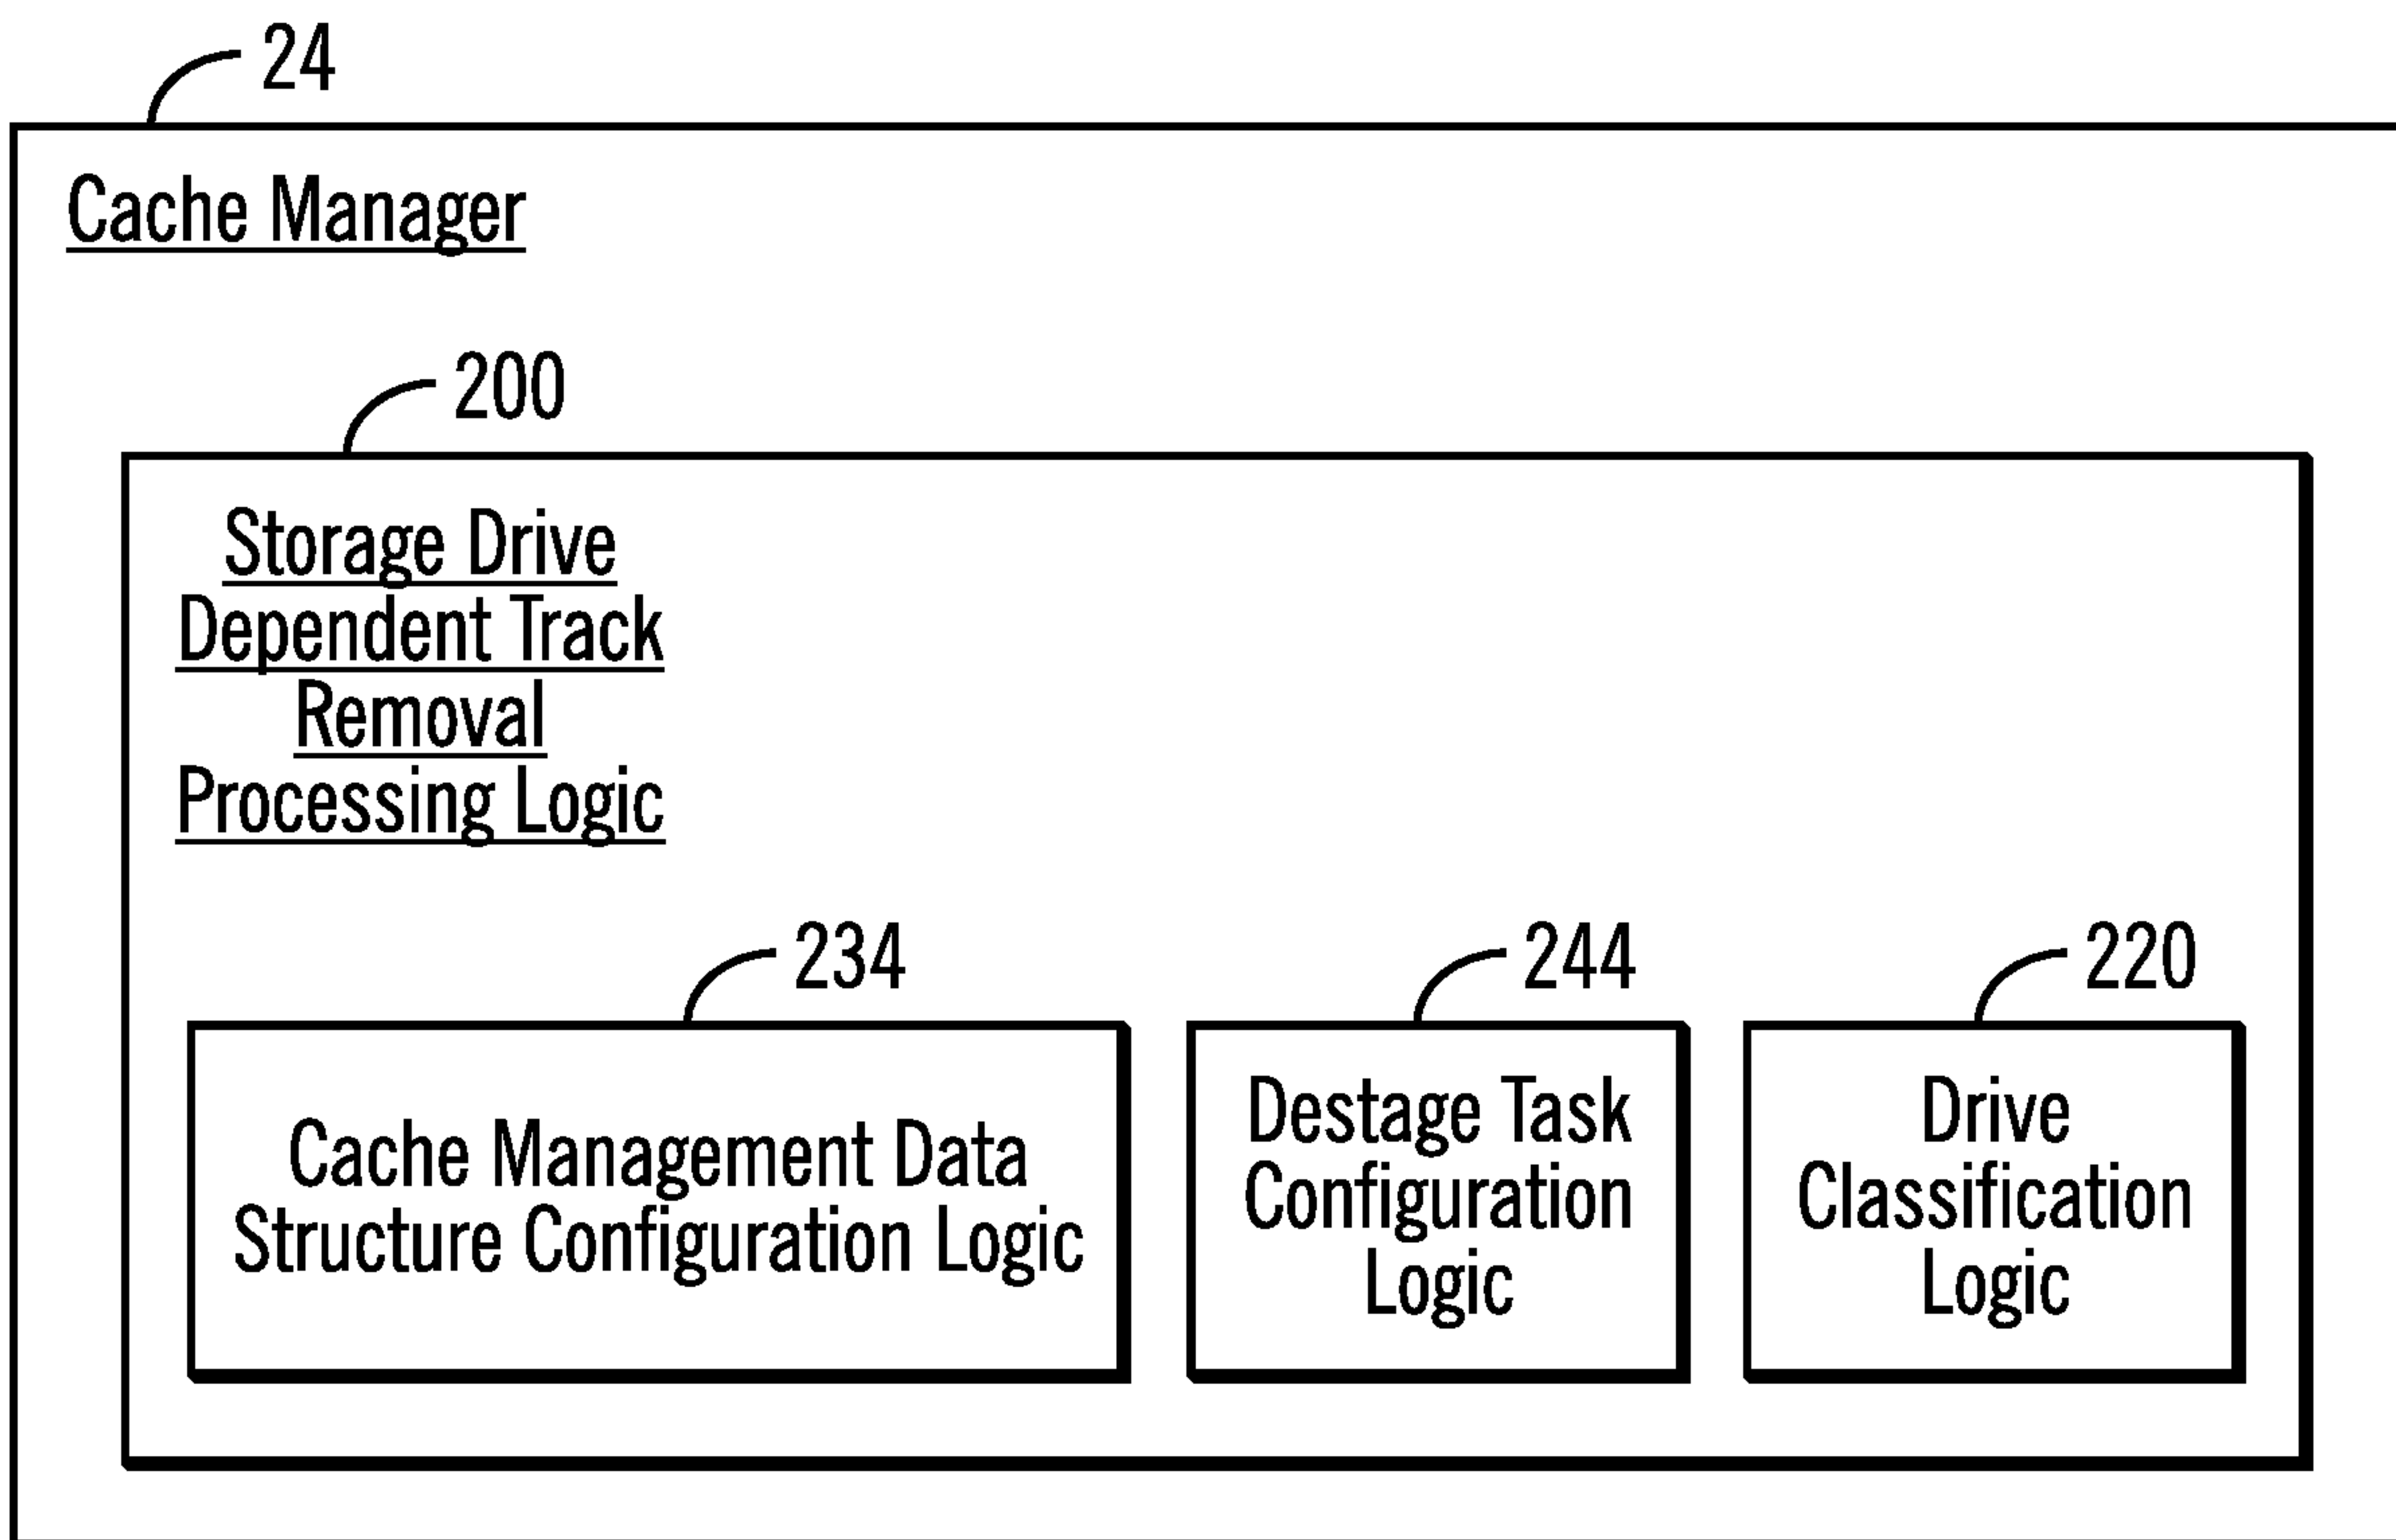 24
Cache Manager
200
Storage Drive
Dependent Track
Removal
Processing Logic
234
Cache Management Data
Structure Configuration Logic
244
Destage Task
Configuration
Logic
220
Drive
Classification
Logic